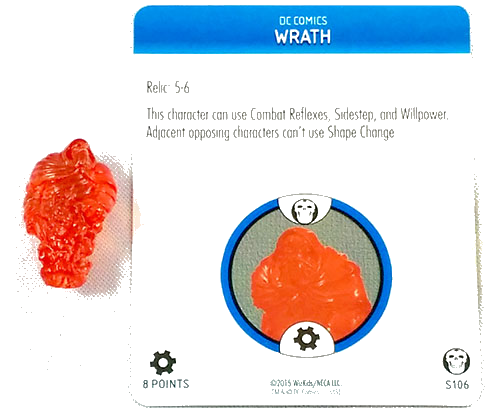 DC COMICS
WRATH
Relic: 5-6
This character can use Combat Reflexes, Sidestep, and Willpower.
Adjacent opposing characters can't use Shape Change
8 POINTS
©2015 WizKids/NECA LLC.
S106